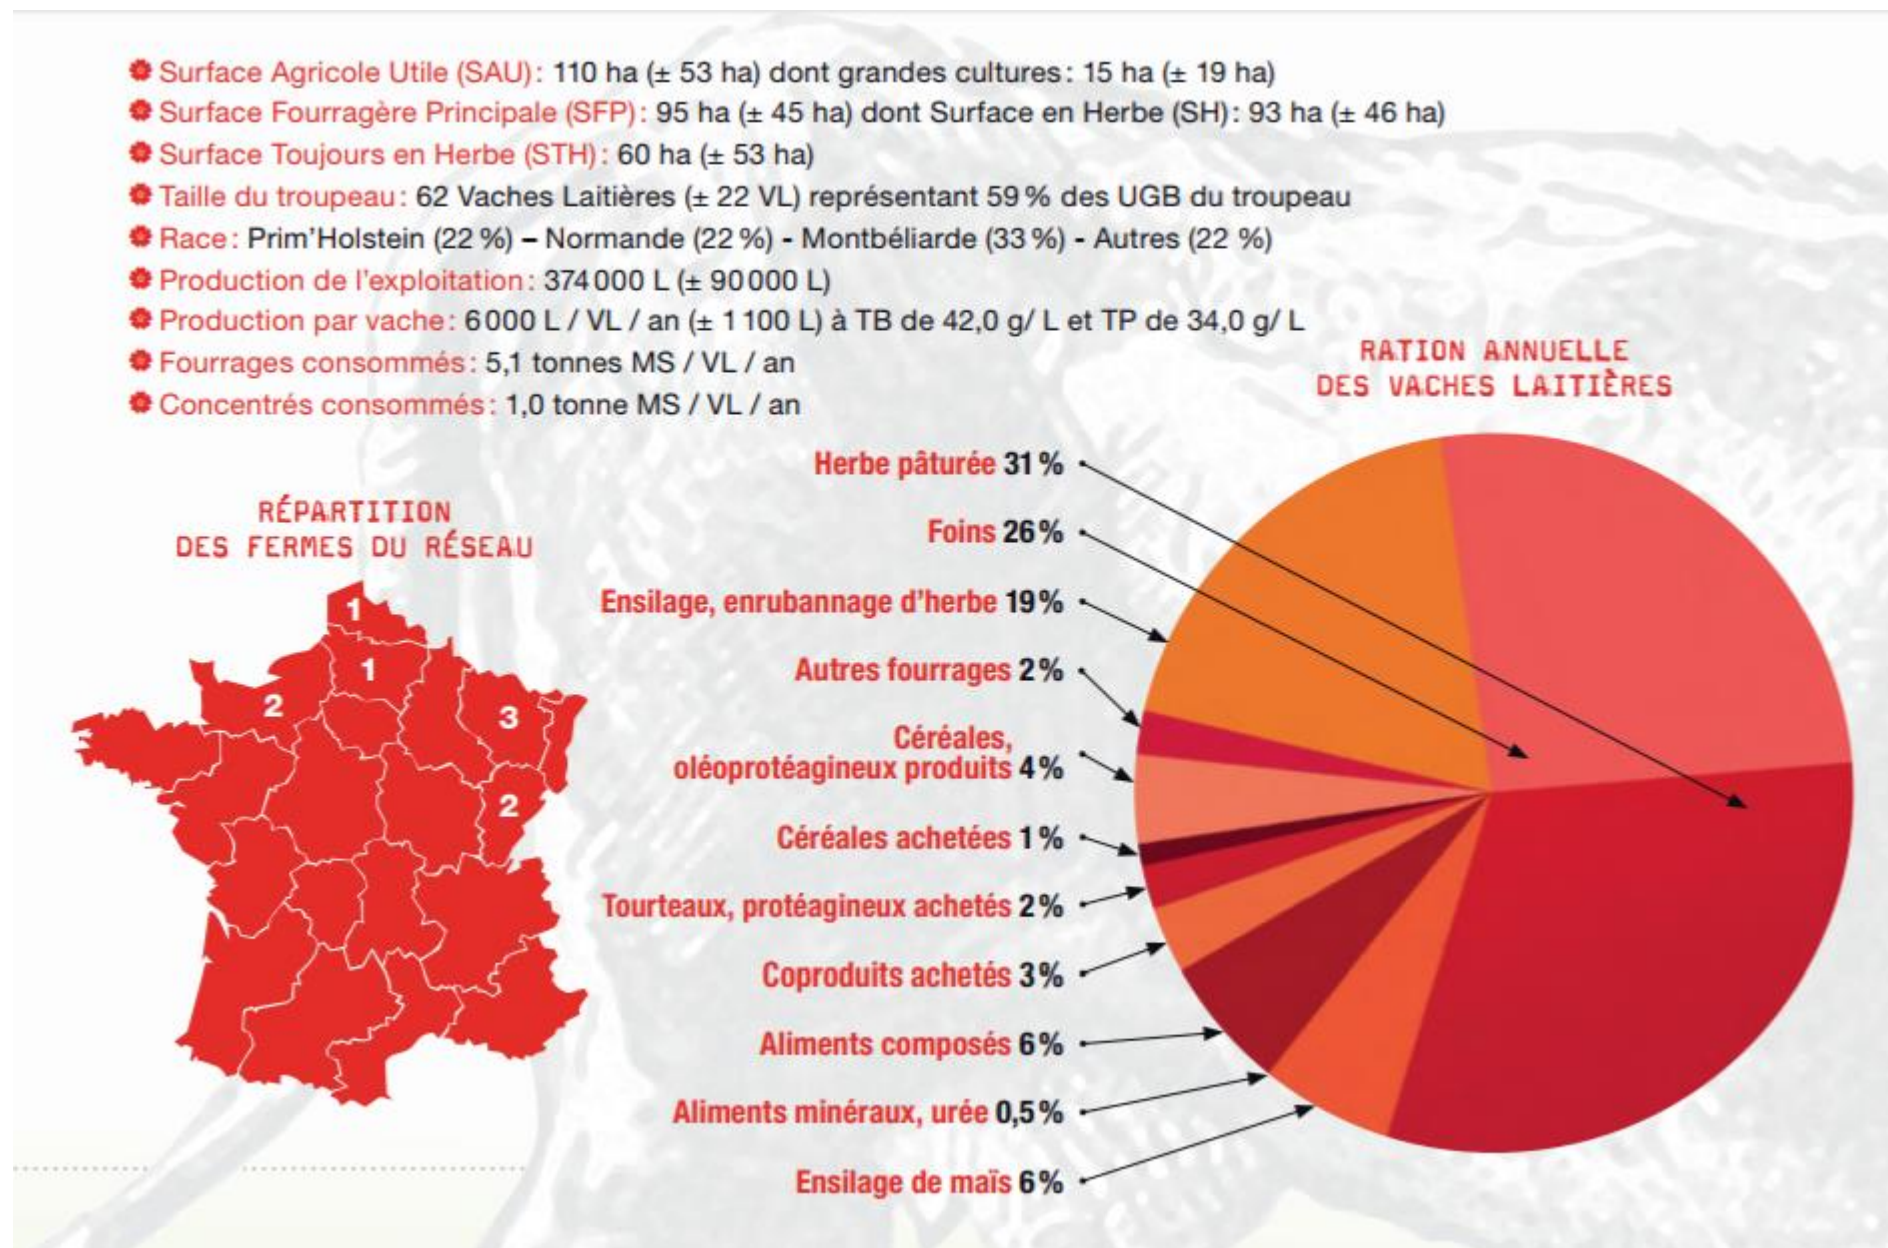 Surface Agricole Utile (SAU) : 110 ha (± 53 ha) dont grandes cultures : 15 ha (± 19 ha)
Surface Fourragère Principale (SFP) : 95 ha (± 45 ha) dont Surface en Herbe (SH) : 93 ha (± 46 ha)
Surface Toujours en Herbe (STH) : 60 ha (± 53 ha)
Taille du troupeau : 62 Vaches Laitières (± 22 VL) représentant 59 % des UGB du troupeau
Race : Prim'Holstein (22 %) – Normande (22 %) - Montbéliarde (33 %) - Autres (22 %)
Production de l'exploitation : 374 000 L (± 90 000 L)
Production par vache : 6 000 L / VL / an (± 1 100 L) à TB de 42,0 g/ L et TP de 34,0 g/ L
Fourrages consommés : 5,1 tonnes MS / VL / an
Concentrés consommés : 1,0 tonne MS / VL / an
RATION ANNUELLE
DES VACHES LAITIÈRES
Herbe pâturée 31 %
Foins 26 %
Ensilage, enrubannage d'herbe 19 %
Autres fourrages 2 %
Céréales,
oléoprotéagineux produits 4 %
Céréales achetées 1 %
Tourteaux, protéagineux achetés 2 %
Coproduits achetés 3 %
Aliments composés 6 %
Aliments minéraux, urée 0,5 %
Ensilage de maïs 6 %
RÉPARTITION
DES FERMES DU RÉSEAU
1
1
2
3
2